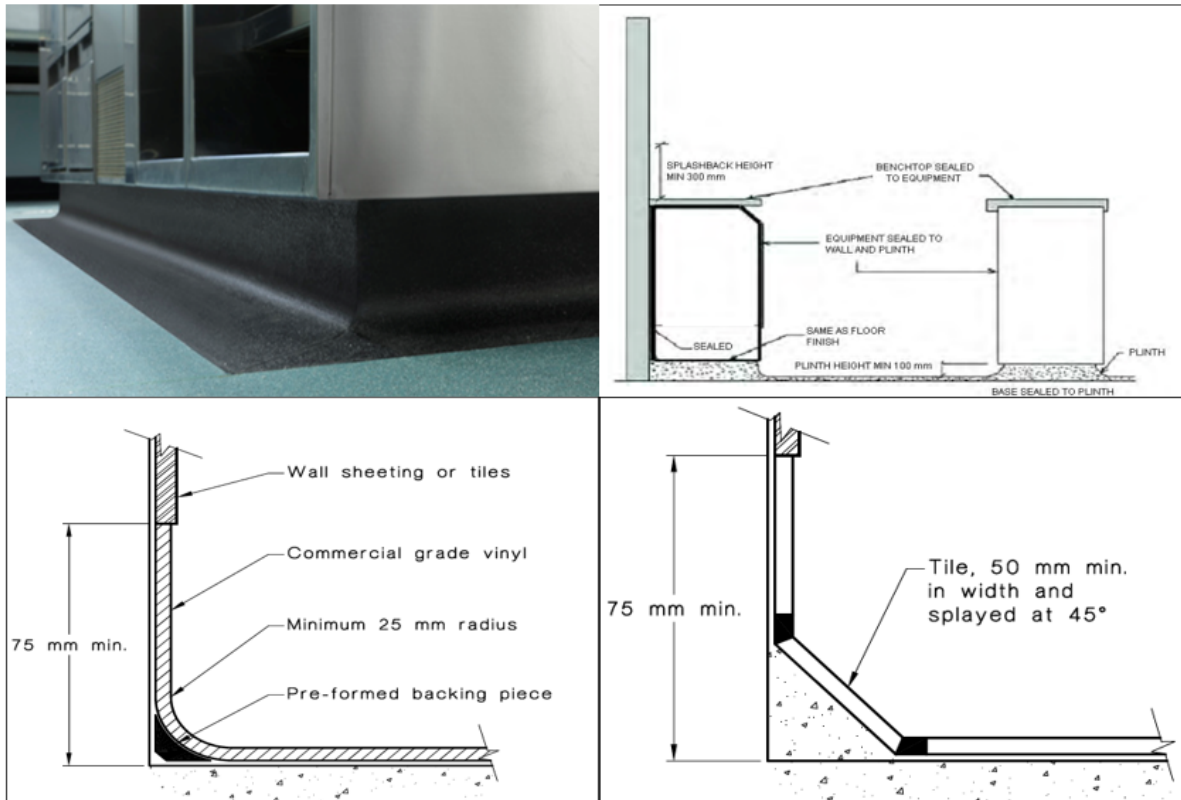 SPLASHBACK HEIGHT
MIN 300 mm
BENCHTOP SEALED
TO EQUIPMENT
EQUIPMENT SEALED TO
WALL AND PLINTH
SAME AS FLOOR
FINISH
SEALED
PLINTH HEIGHT MIN 100 mm
PLINTH
BASE SEALED TO PLINTH
Wall sheeting or tiles
Commercial grade vinyl
Minimum 25 mm radius
75 mm min.
Pre-formed backing piece
Tile, 50 mm min.
in width and
splayed at 45°
75 mm min.